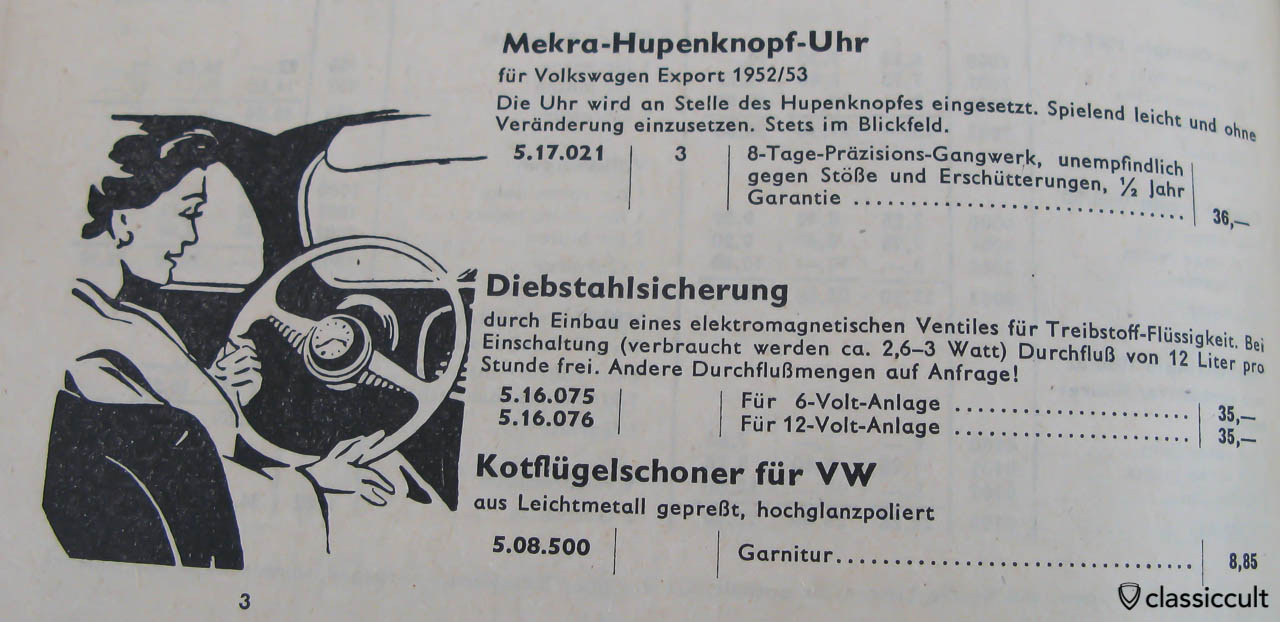 Mekra-Hupenknopf-Uhr
für Volkswagen Export 1952/53
Die Uhr wird an Stelle des Hupenknopfes eingesetzt. Spielend leicht und ohne
Veränderung einzusetzen. Stets im Blickfeld.
5.17.021 3 8-Tage-Präzisions-Gangwerk, unempfindlich
gegen Stöße und Erschütterungen, ½ Jahr
Garantie .............................. 36,—
Diebstahlsicherung
durch Einbau eines elektromagnetischen Ventiles für Treibstoff-Flüssigkeit. Bei
Einschaltung (verbraucht werden ca. 2,6–3 Watt) Durchfluß von 12 Liter pro
Stunde frei. Andere Durchflußmengen auf Anfrage!
5.16.075 Für 6-Volt-Anlage ...................... 35,—
5.16.076 Für 12-Volt-Anlage ...................... 35,—
Kotflügelschoner für VW
aus Leichtmetall gepreßt, hochglanzpoliert
5.08.500 Garnitur.................................. 8,85
3
classiccult